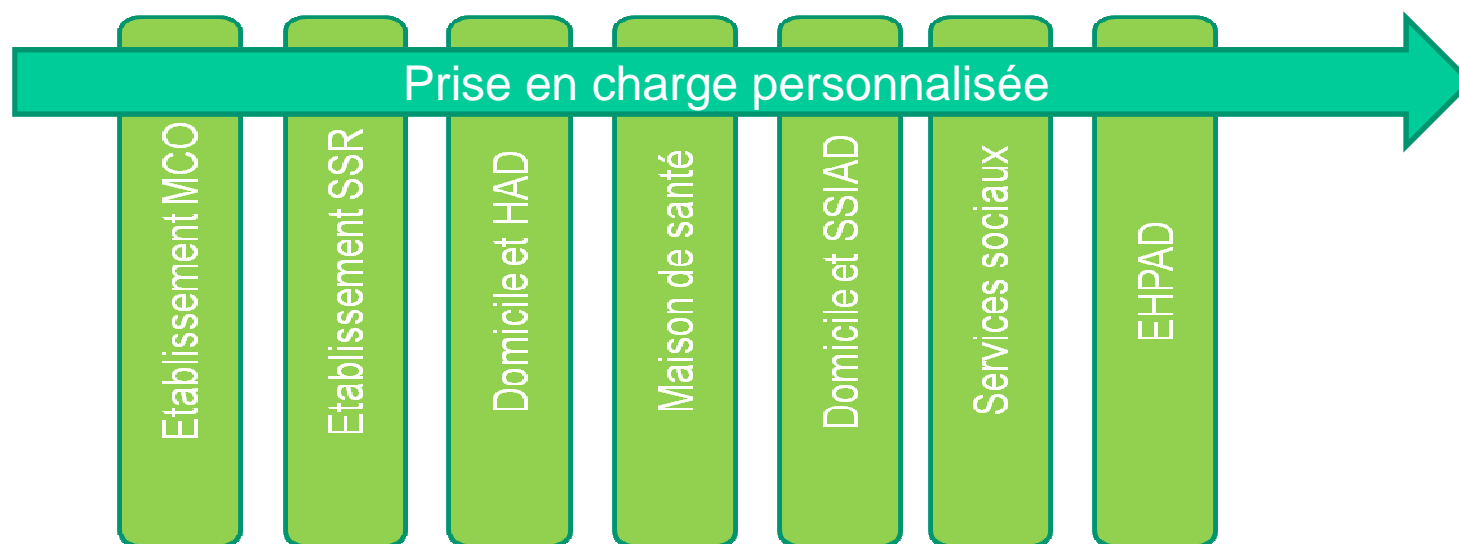 Prise en charge personnalisée
Etablissement MCO
Etablissement SSR
Domicile et HAD
Maison de santé
Domicile et SSIAD
Services sociaux
EHPAD